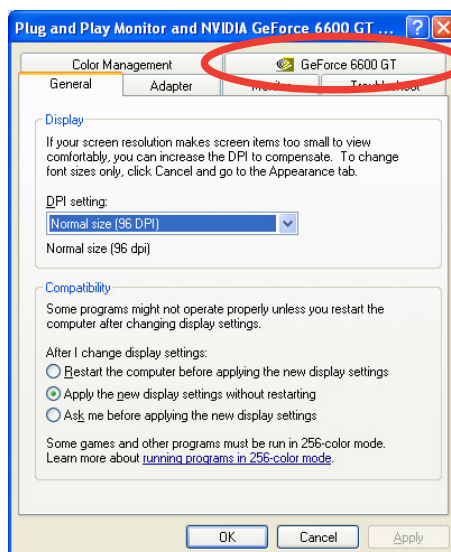 Plug and Play Monitor and NVIDIA GeForce 6600 GT ...
Color Management
GeForce 6600 GT
General
Adapter
Monitor
Troubleshoot
Display
If your screen resolution makes screen items too small to view
comfortably, you can increase the DPI to compensate. To change
font sizes only, click Cancel and go to the Appearance tab.
DPI setting:
Normal size (96 DPI)
Normal size (96 dpi)
Compatibility
Some programs might not operate properly unless you restart the
computer after changing display settings.
After I change display settings:
Restart the computer before applying the new display settings
Apply the new display settings without restarting
Ask me before applying the new display settings
Some games and other programs must be run in 256-color mode.
Learn more about running programs in 256-color mode.
OK
Cancel
Apply